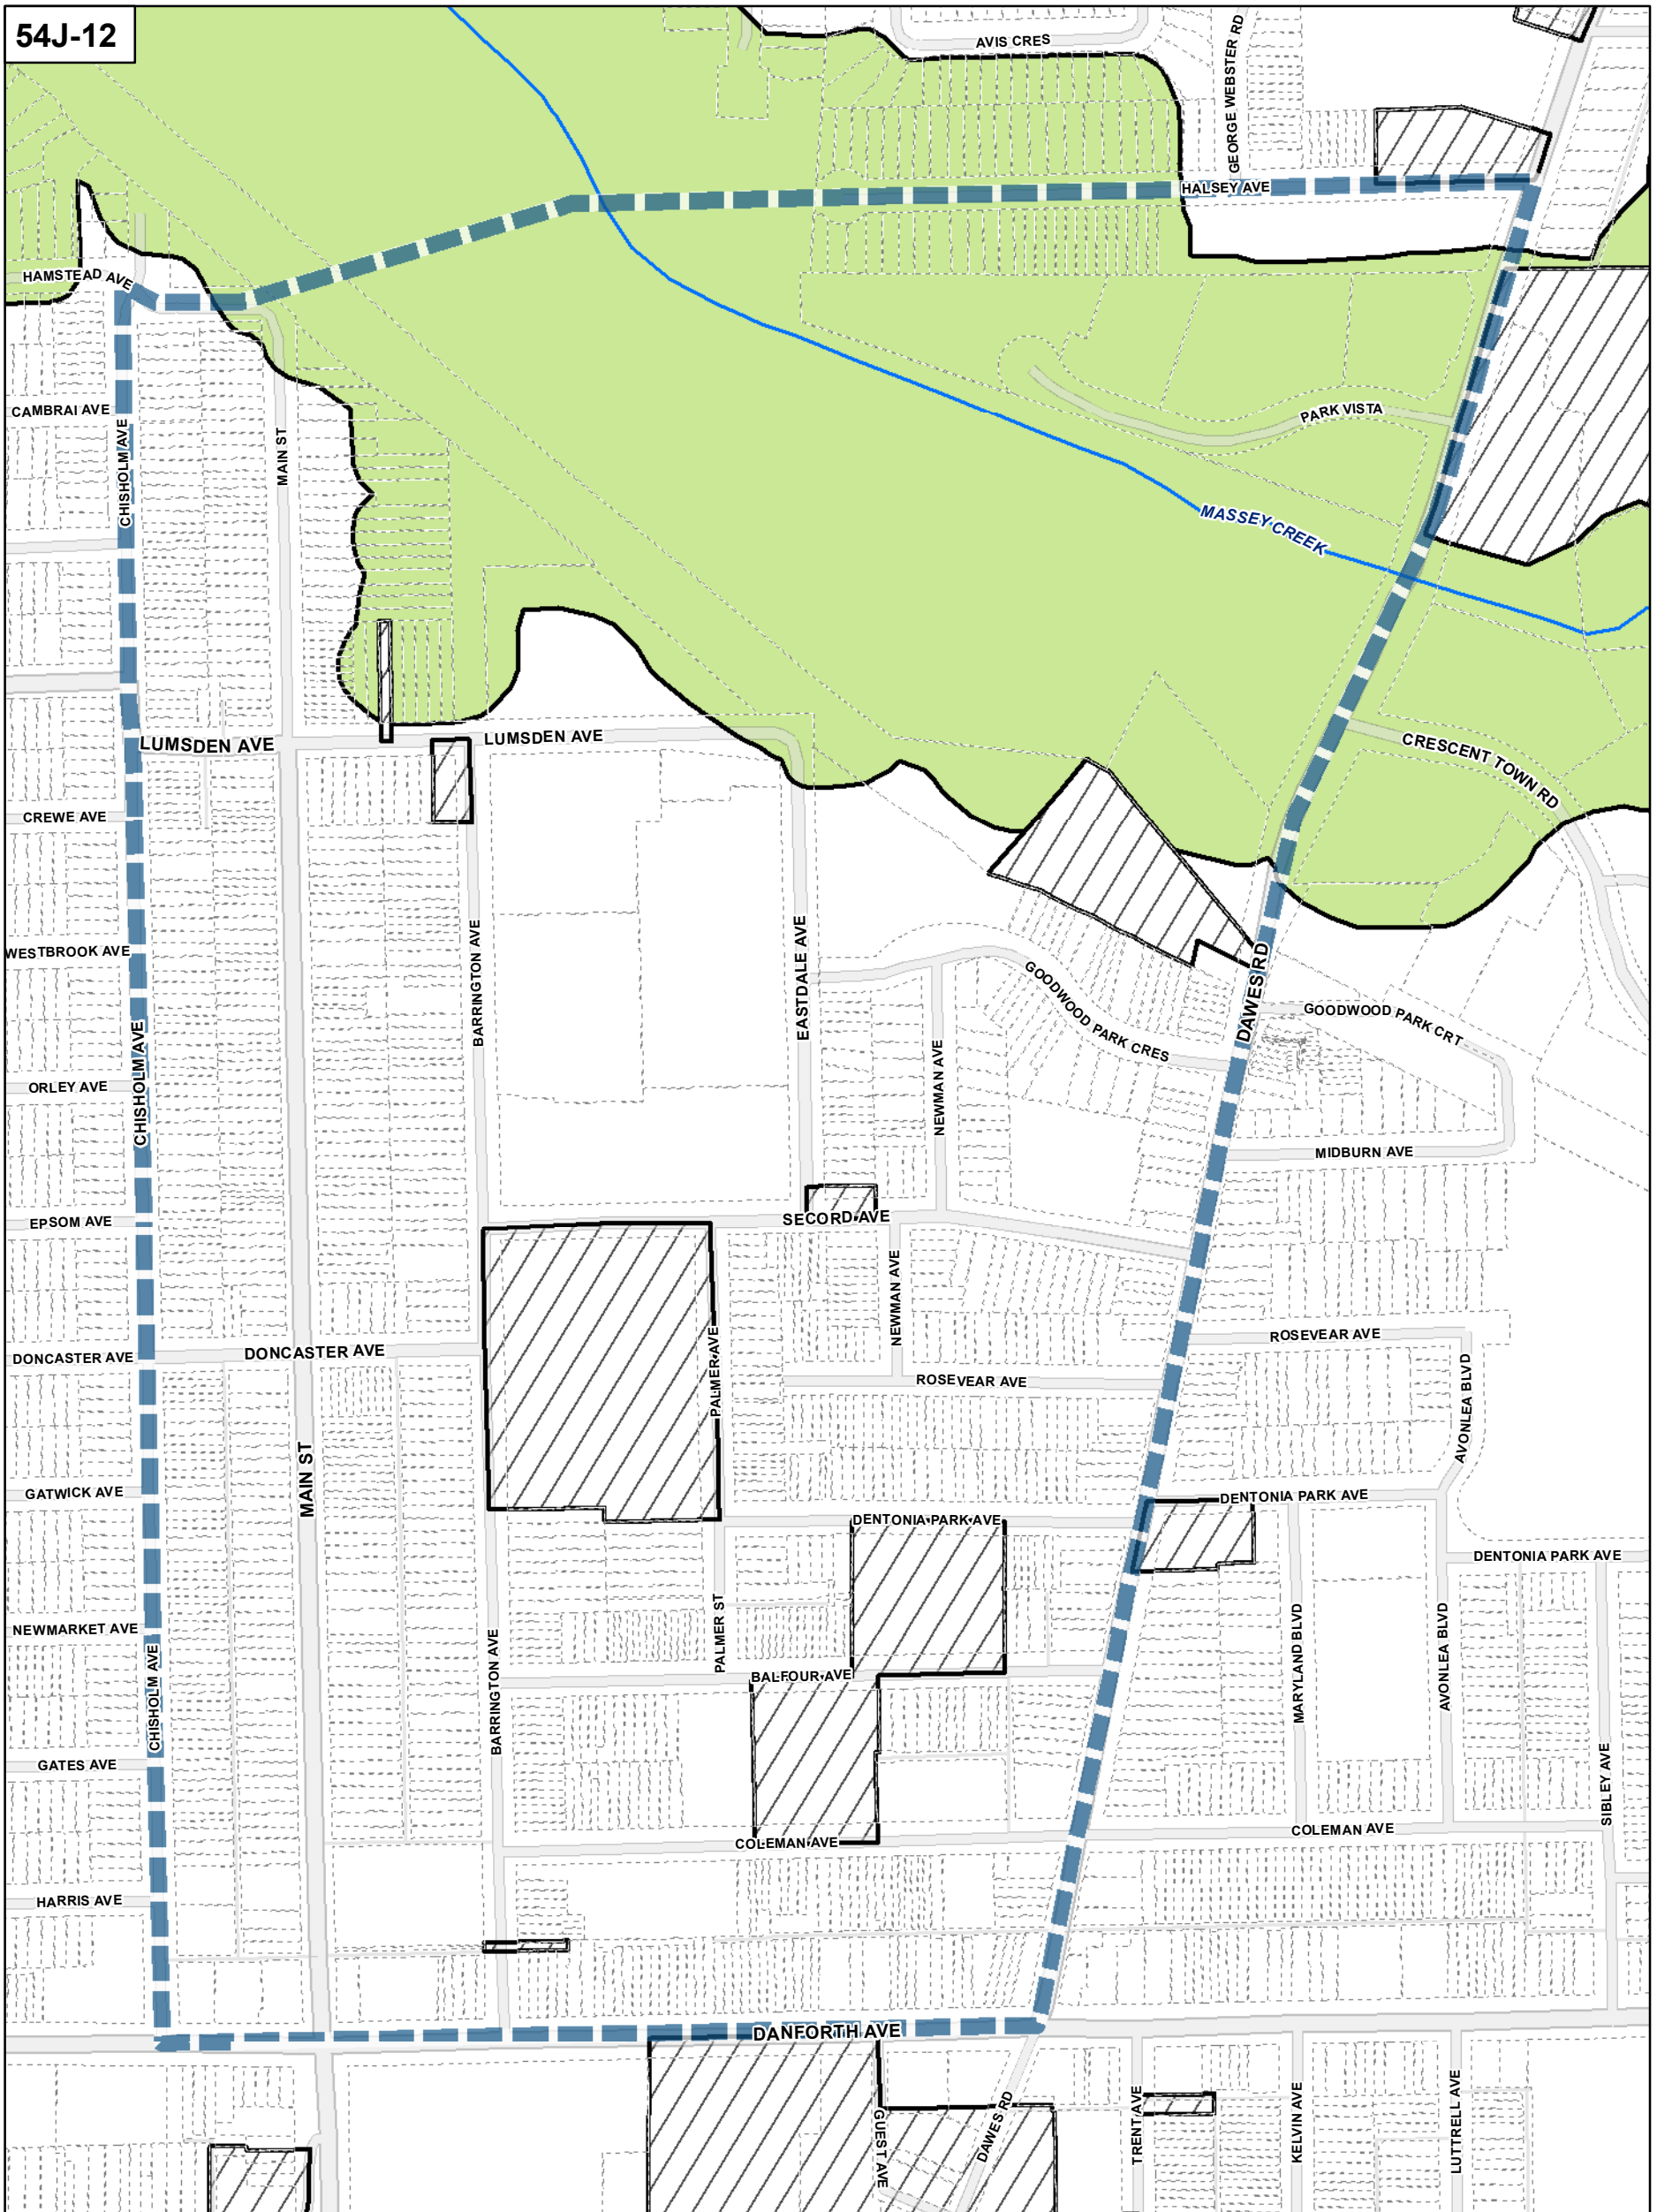 54J-12
AVIS CRES
GEORGE WEBSTER RD
HALSEY AVE
HAMSTEAD AVE
CAMBRAI AVE
CHISHOLM AVE
MAIN ST
PARK VISTA
MASSEY CREEK
LUMSDEN AVE
LUMSDEN AVE
CRESCENT TOWN RD
CREWE AVE
WESTBROOK AVE
BARRINGTON AVE
EASTDALE AVE
GOODWOOD PARK CRES
DAWES RD
GOODWOOD PARK CRT
CHISHOLM AVE
ORLEY AVE
NEWMAN AVE
MIDBURN AVE
EPSOM AVE
SECORD AVE
NEWMAN AVE
ROSEVEAR AVE
DONCASTER AVE
DONCASTER AVE
PALMER AVE
ROSEVEAR AVE
AVONLEA BLVD
MAIN ST
GATWICK AVE
DENTONIA PARK AVE
DENTONIA PARK AVE
DENTONIA PARK AVE
NEWMARKET AVE
CHISHOLM AVE
BARRINGTON AVE
PALMER ST
BALFOUR AVE
MARYLAND BLVD
AVONLEA BLVD
GATES AVE
SIBLEY AVE
COLEMAN AVE
COLEMAN AVE
HARRIS AVE
DANFORTH AVE
GUEST AVE
DAWES RD
TRENT AVE
KELVIN AVE
LUTTRELL AVE